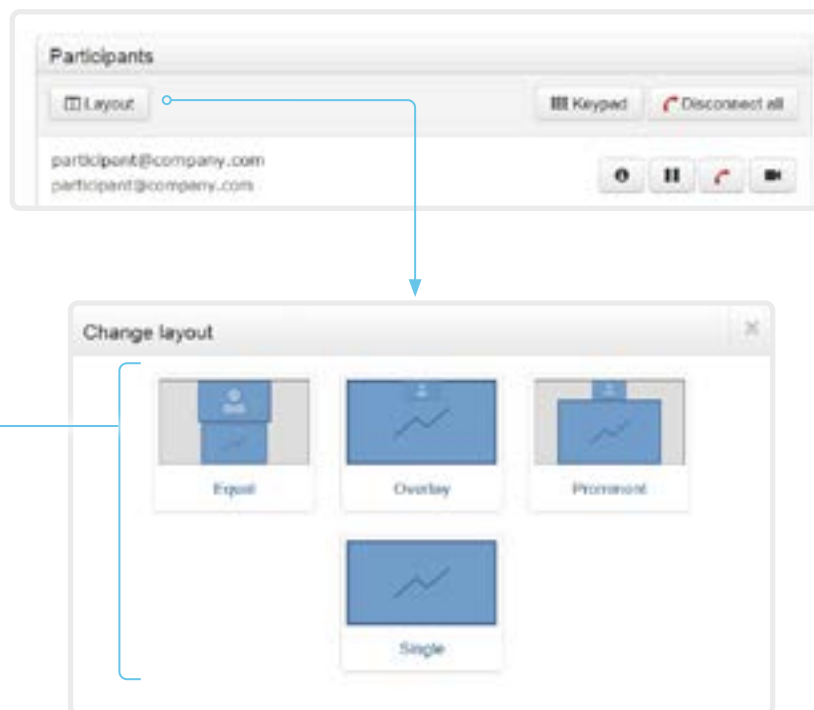 Participants
Layout Keypad Disconnect all
participant@company.com
participant@company.com
Change layout
Equal Overlay Prominent
Single